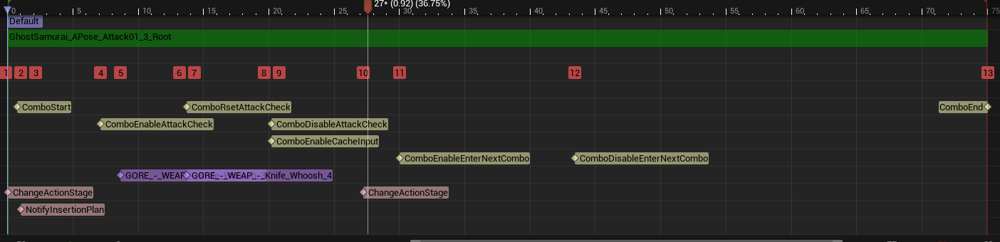 27* (0.92) (36.75%)
0 5 10 15 20 25 30 35 40 45 50 55 60 65 70 75
Default
GhostSamurai_APose_Attack01_3_Root
1 2 3 4 5 6 7 8 9 10 11 12 13
ComboStart ComboRsetAttackCheck ComboEnd
ComboEnableAttackCheck ComboDisableAttackCheck
ComboEnableCacheInput
ComboEnableEnterNextCombo ComboDisableEnterNextCombo
GORE_-_WEAP GORE_-_WEAP_-_Knife_Whoosh_4
ChangeActionStage ChangeActionStage
NotifyInsertionPlan